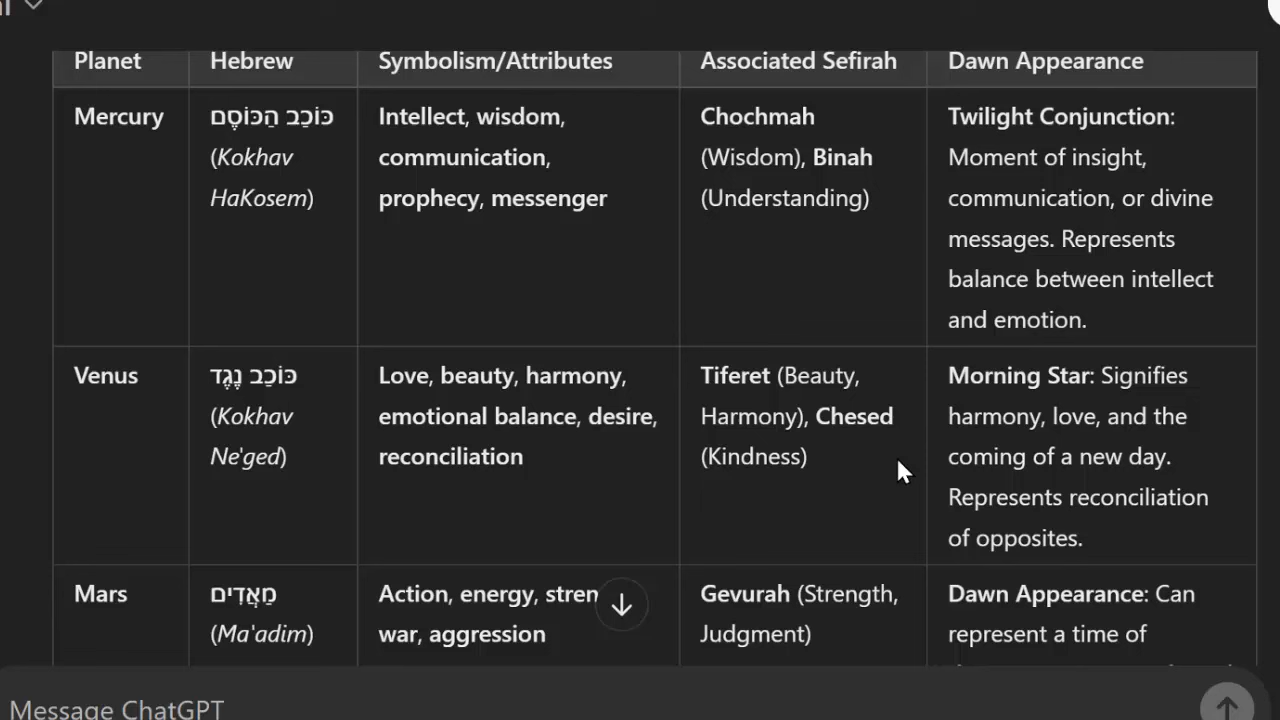 Planet Hebrew Symbolism/Attributes Associated Sefirah Dawn Appearance
Mercury
כּוֹכַב הַכּוֹסֶם
(Kokhav
HaKosem)
Intellect, wisdom,
communication,
prophecy, messenger
Chochmah
(Wisdom), Binah
(Understanding)
Twilight Conjunction:
Moment of insight,
communication, or divine
messages. Represents
balance between intellect
and emotion.
Venus
כּוֹכַב נֶגֶד
(Kokhav
Ne'ged)
Love, beauty, harmony,
emotional balance, desire,
reconciliation
Tiferet (Beauty,
Harmony), Chesed
(Kindness)
Morning Star: Signifies
harmony, love, and the
coming of a new day.
Represents reconciliation
of opposites.
Mars
מַאֲדִים
(Ma'adim)
Action, energy, stren
war, aggression
Gevurah (Strength,
Judgment)
Dawn Appearance: Can
represent a time of
Message ChatGPT